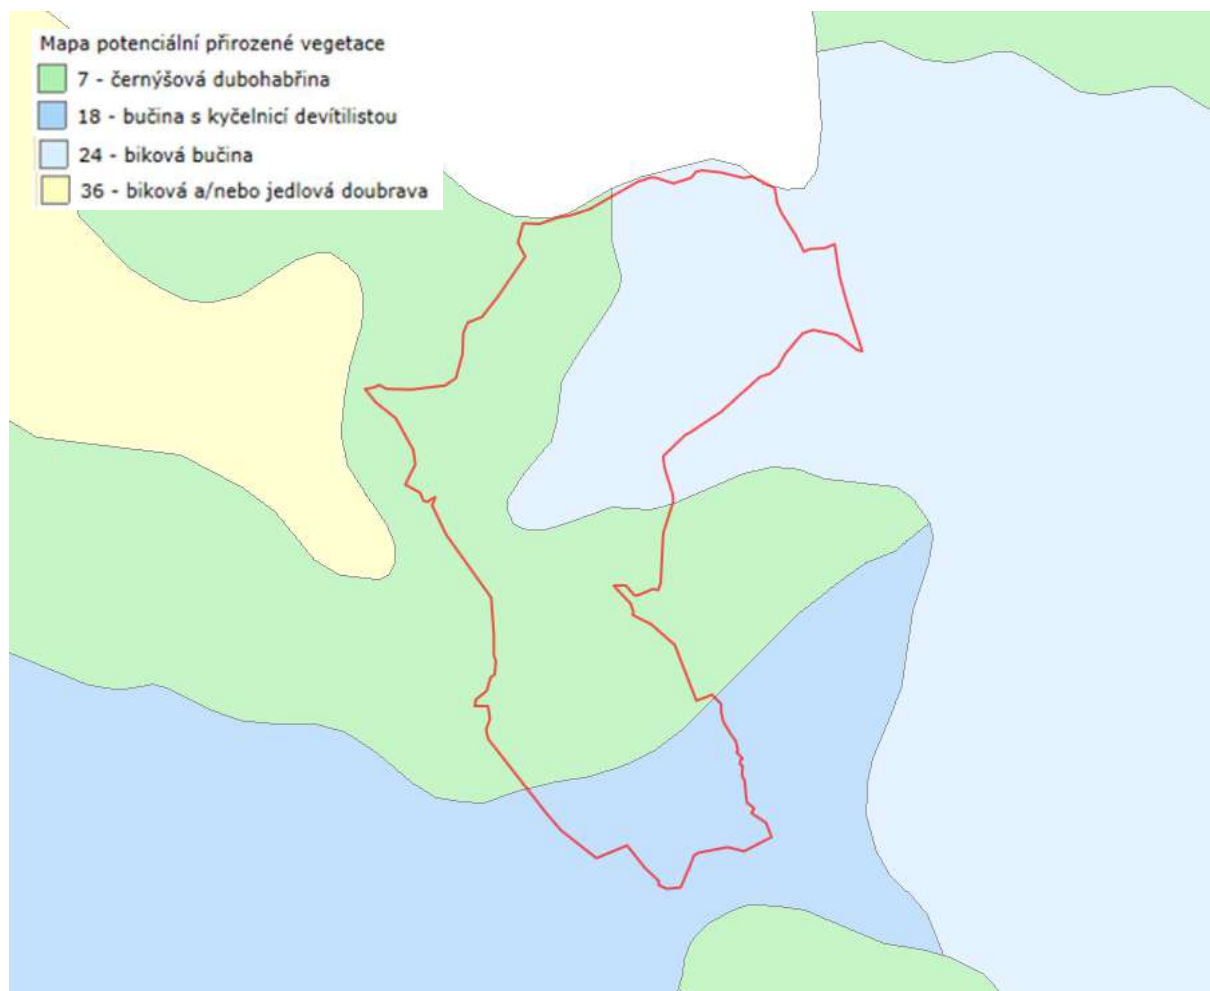 Mapa potenciální přirozené vegetace
7 - černýšová dubohabřina
18 - bučina s kyčelnicí devítilistou
24 - biková bučina
36 - biková a/nebo jedlová doubrava